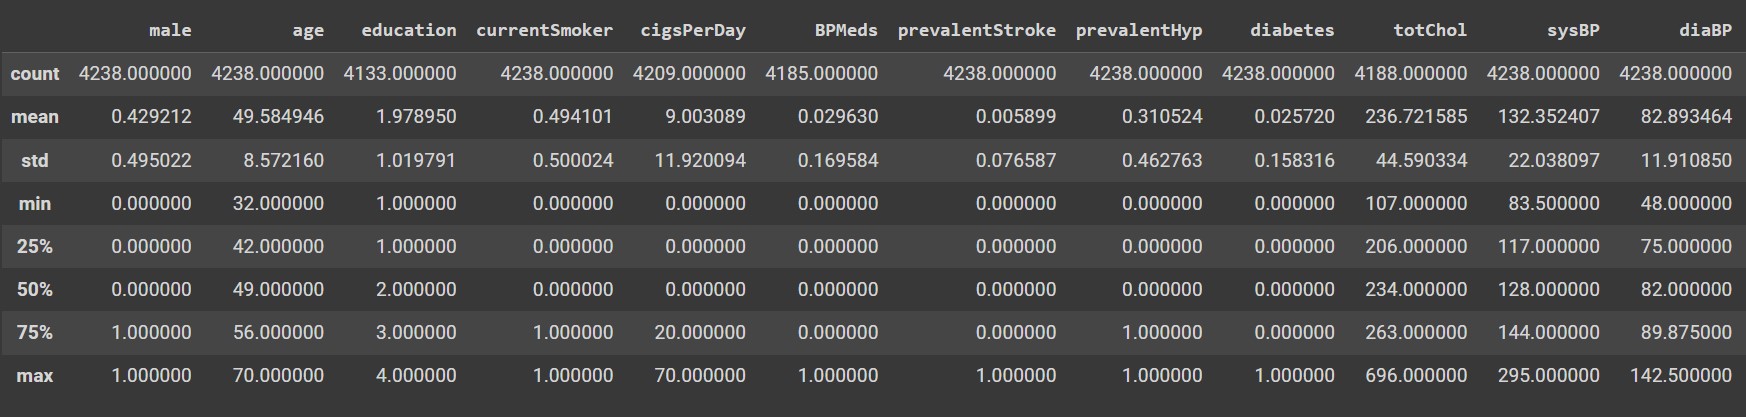 male age education currentSmoker cigsPerDay BPMeds prevalentStroke prevalentHyp diabetes totChol sysBP diaBP
count 4238.000000 4238.000000 4133.000000 4238.000000 4209.000000 4185.000000 4238.000000 4238.000000 4238.000000 4188.000000 4238.000000 4238.000000
mean 0.429212 49.584946 1.978950 0.494101 9.003089 0.029630 0.005899 0.310524 0.025720 236.721585 132.352407 82.893464
std 0.495022 8.572160 1.019791 0.500024 11.920094 0.169584 0.076587 0.462763 0.158316 44.590334 22.038097 11.910850
min 0.000000 32.000000 1.000000 0.000000 0.000000 0.000000 0.000000 0.000000 0.000000 107.000000 83.500000 48.000000
25% 0.000000 42.000000 1.000000 0.000000 0.000000 0.000000 0.000000 0.000000 0.000000 206.000000 117.000000 75.000000
50% 0.000000 49.000000 2.000000 0.000000 0.000000 0.000000 0.000000 0.000000 0.000000 234.000000 128.000000 82.000000
75% 1.000000 56.000000 3.000000 1.000000 20.000000 0.000000 0.000000 1.000000 0.000000 263.000000 144.000000 89.875000
max 1.000000 70.000000 4.000000 1.000000 70.000000 1.000000 1.000000 1.000000 1.000000 696.000000 295.000000 142.500000